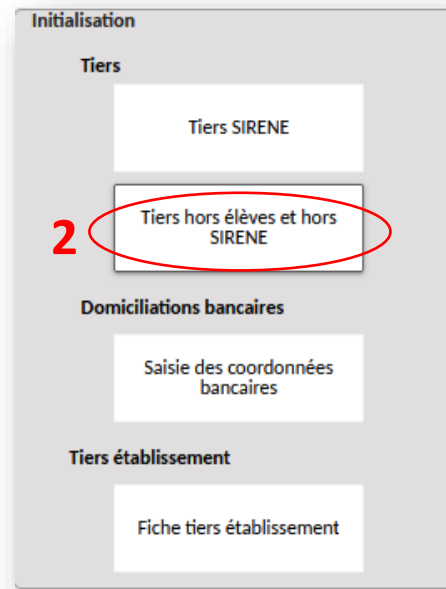 Initialisation
Tiers
Tiers SIRENE
2
Tiers hors élèves et hors
SIRENE
Domiciliations bancaires
Saisie des coordonnées
bancaires
Tiers établissement
Fiche tiers établissement